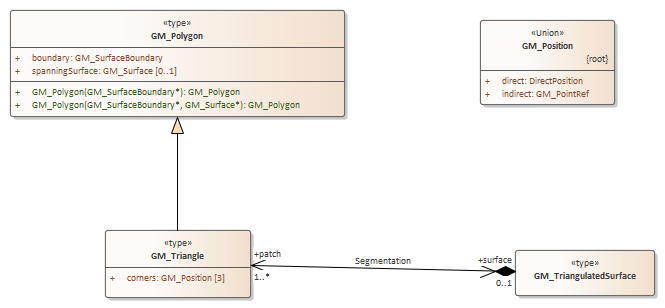 «type»
GM_Polygon
+ boundary: GM_SurfaceBoundary
+ spanningSurface: GM_Surface [0..1]
+ GM_Polygon(GM_SurfaceBoundary*): GM_Polygon
+ GM_Polygon(GM_SurfaceBoundary*, GM_Surface*): GM_Polygon
«Union»
GM_Position
{root}
+ direct: DirectPosition
+ indirect: GM_PointRef
«type»
GM_Triangle
+ corners: GM_Position [3]
+patch
1..*
Segmentation
+surface
0..1
«type»
GM_TriangulatedSurface